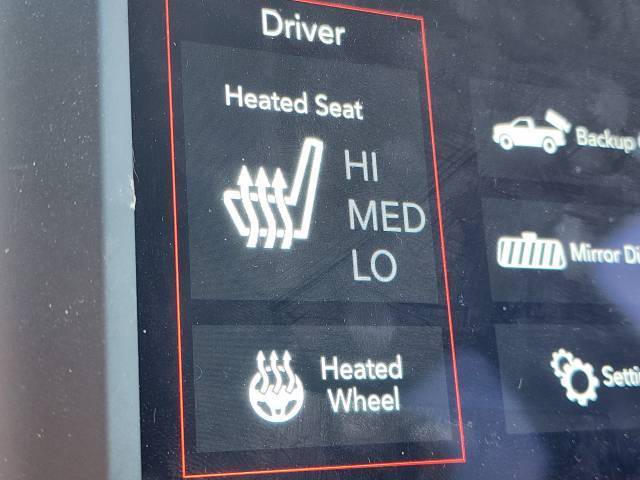 Driver
Heated Seat
HI
MED
LO
Heated
Wheel
Backup
Mirror